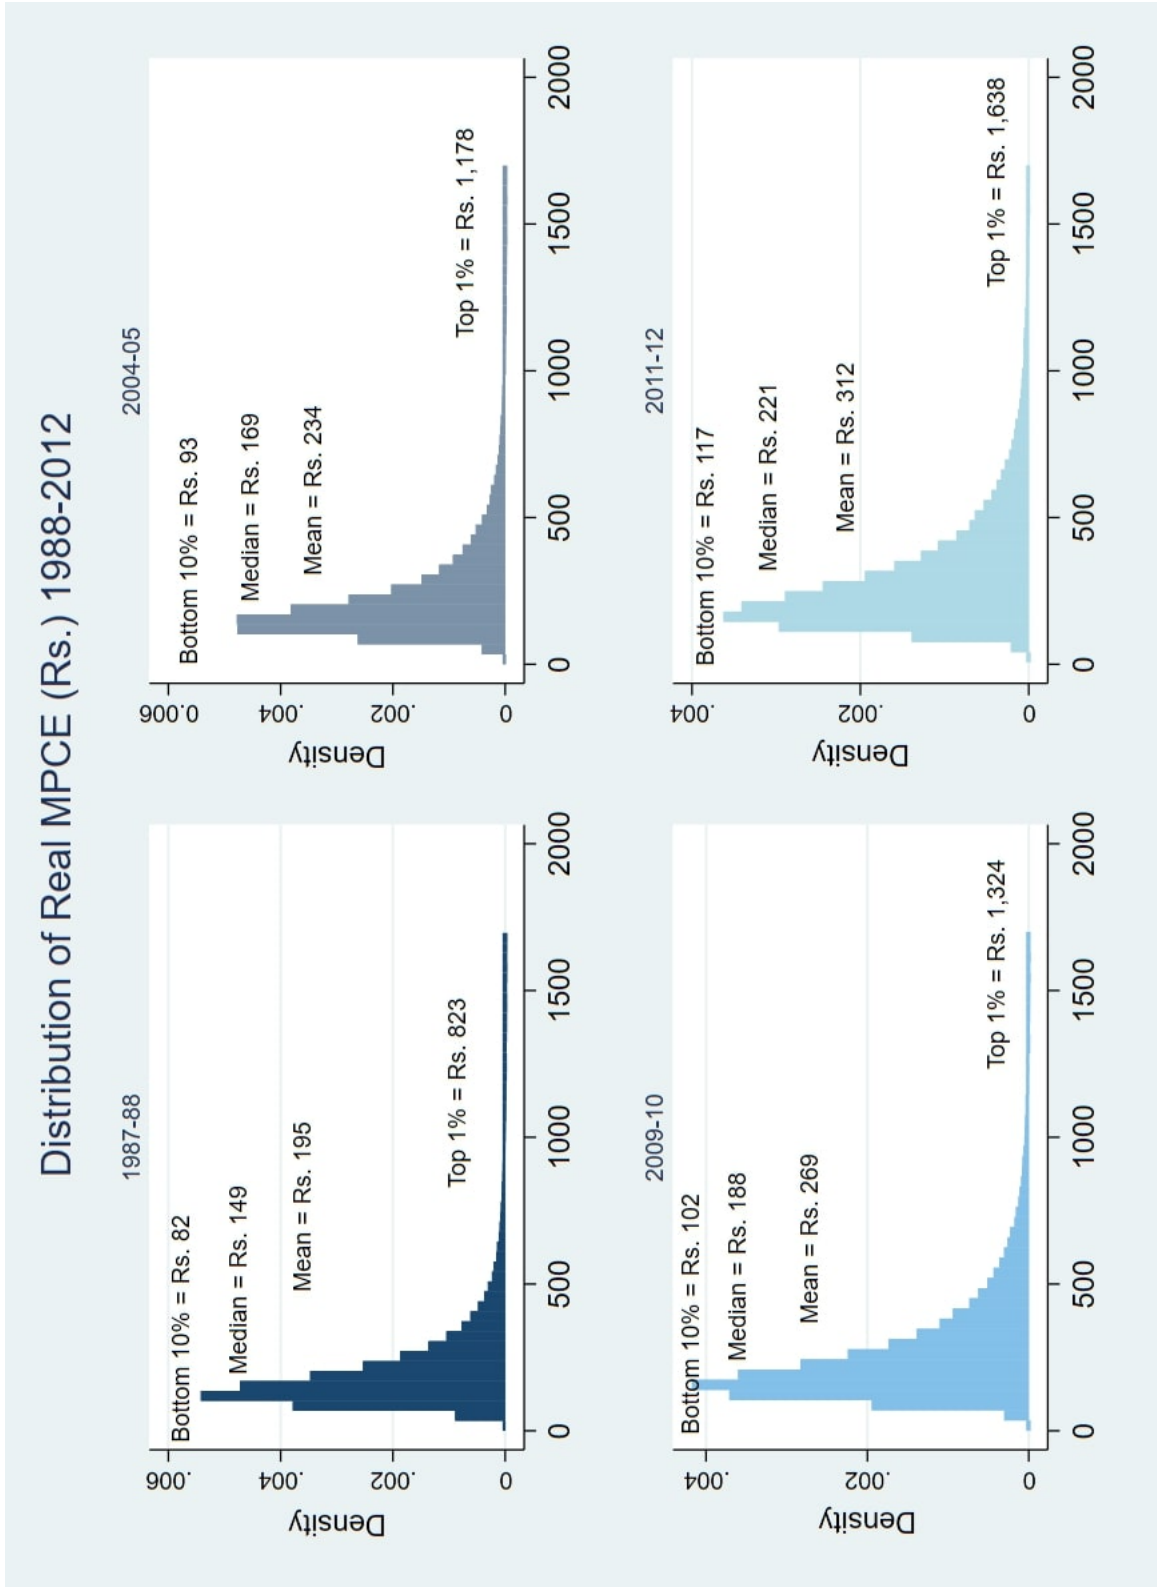 Distribution of Real MPCE (Rs.) 1988-2012
1987-88
Density
.006
.004
.002
0
Bottom 10% = Rs. 82
Median = Rs. 149
Mean = Rs. 195
Top 1% = Rs. 823
0 500 1000 1500 2000
2004-05
Density
0.006
.004
.002
0
Bottom 10% = Rs. 93
Median = Rs. 169
Mean = Rs. 234
Top 1% = Rs. 1,178
0 500 1000 1500 2000
2009-10
Density
.004
.002
0
Bottom 10% = Rs. 102
Median = Rs. 188
Mean = Rs. 269
Top 1% = Rs. 1,324
0 500 1000 1500 2000
2011-12
Density
.004
.002
0
Bottom 10% = Rs. 117
Median = Rs. 221
Mean = Rs. 312
Top 1% = Rs. 1,638
0 500 1000 1500 2000